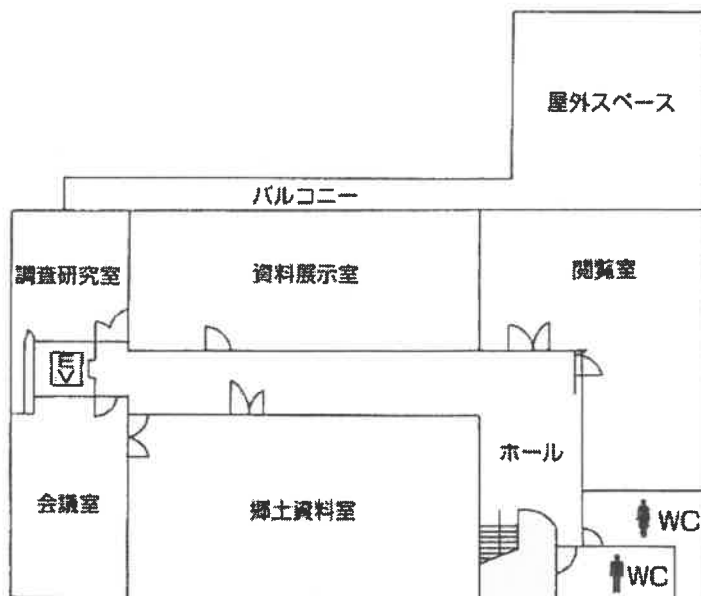 屋外スペース
バルコニー
調査研究室
資料展示室
閲覧室
EV
ホール
会議室
郷土資料室
WC
WC